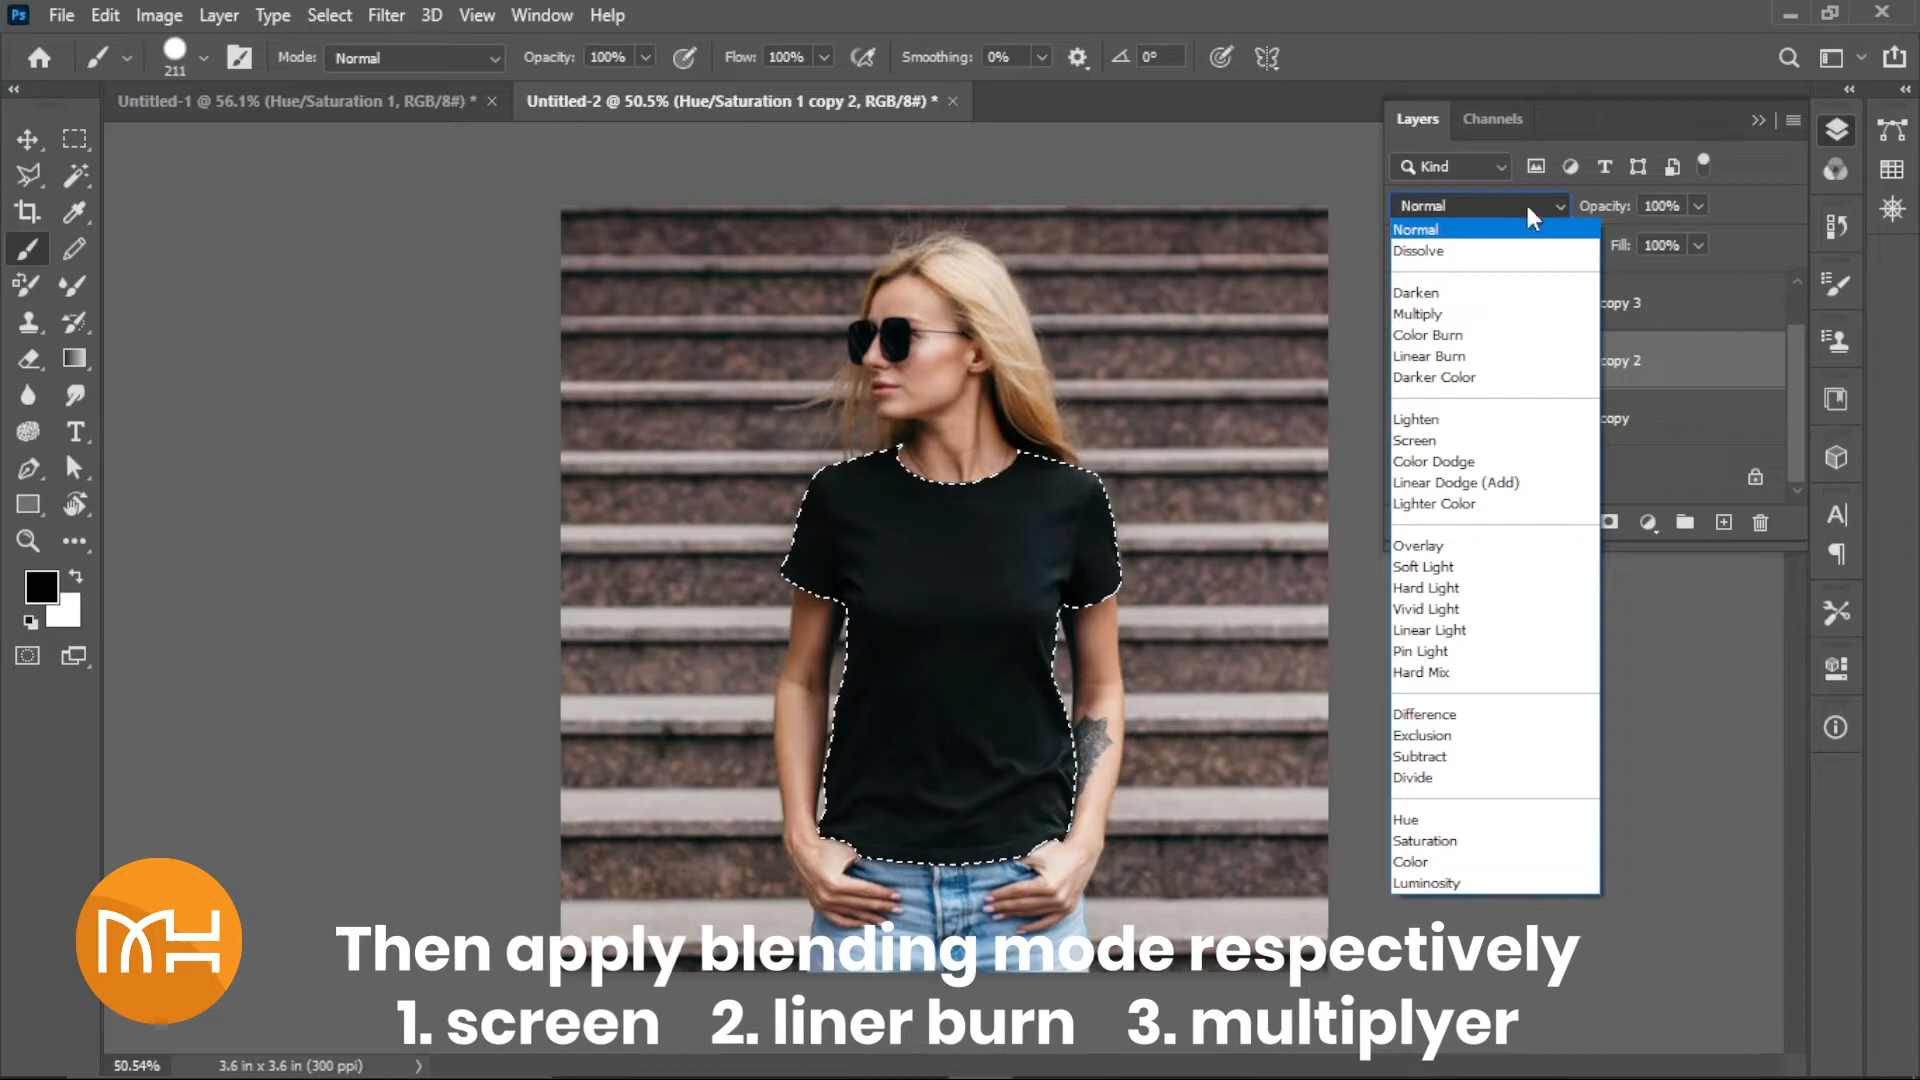 Ps File Edit Image Layer Type Select Filter 3D View Window Help
211 Mode: Normal Opacity: 100% Flow: 100% Smoothing: 0% 0°
Untitled-1 @ 56.1% (Hue/Saturation 1, RGB/8#) * Untitled-2 @ 50.5% (Hue/Saturation 1 copy 2, RGB/8#) *
Layers Channels
Kind
Normal Opacity: 100%
Fill: 100%
Normal
Dissolve
Darken
Multiply
Color Burn
Linear Burn
Darker Color
Lighten
Screen
Color Dodge
Linear Dodge (Add)
Lighter Color
Overlay
Soft Light
Hard Light
Vivid Light
Linear Light
Pin Light
Hard Mix
Difference
Exclusion
Subtract
Divide
Hue
Saturation
Color
Luminosity
copy 3
copy 2
copy
MH
Then apply blending mode respectively
1. screen 2. liner burn 3. multiplyer
50.54% 3.6 in x 3.6 in (300 ppi)